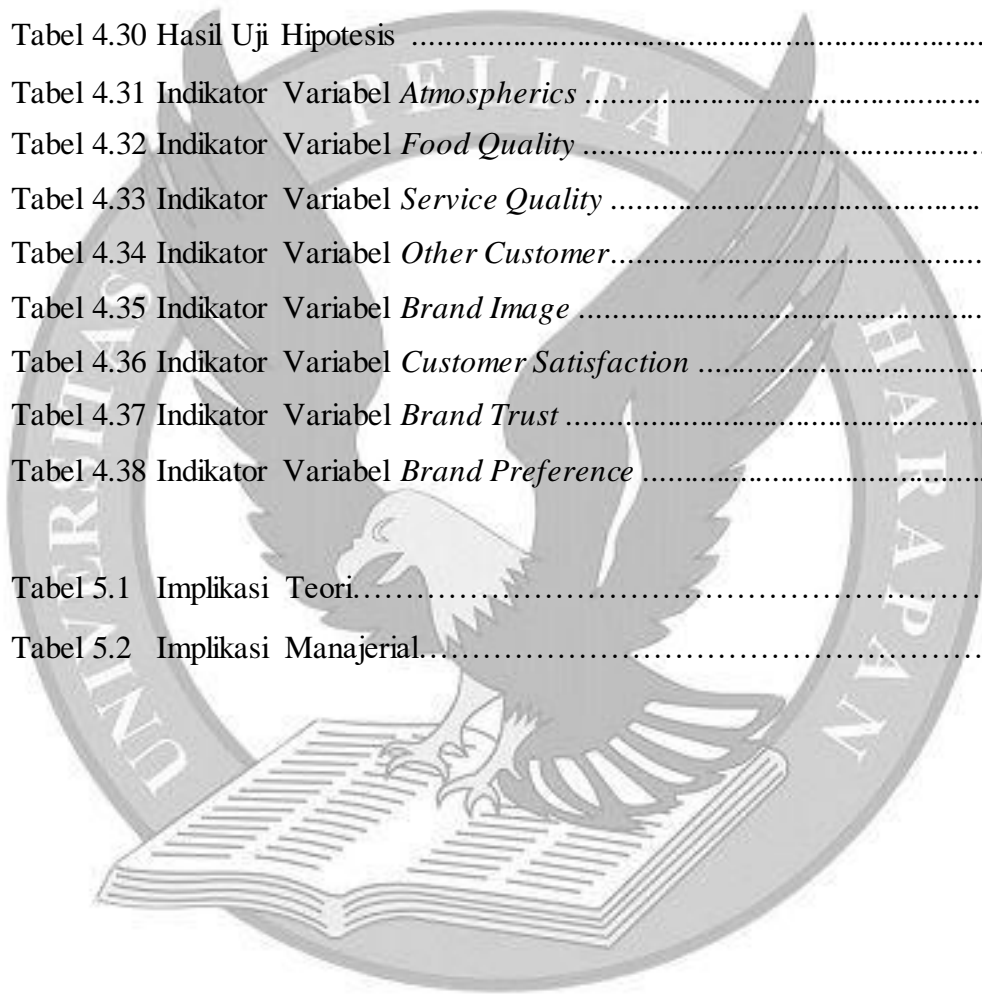 Tabel 4.30 Hasil Uji Hipotesis ........................................................................
Tabel 4.31 Indikator Variabel Atmospherics ................................................
Tabel 4.32 Indikator Variabel Food Quality ................................................
Tabel 4.33 Indikator Variabel Service Quality .............................................
Tabel 4.34 Indikator Variabel Other Customer.............................................
Tabel 4.35 Indikator Variabel Brand Image ................................................
Tabel 4.36 Indikator Variabel Customer Satisfaction ..................................
Tabel 4.37 Indikator Variabel Brand Trust ..................................................
Tabel 4.38 Indikator Variabel Brand Preference .........................................
Tabel 5.1 Implikasi Teori................................................................................
Tabel 5.2 Implikasi Manajerial.......................................................................
UNIVERSITAS PELITA HARAPAN